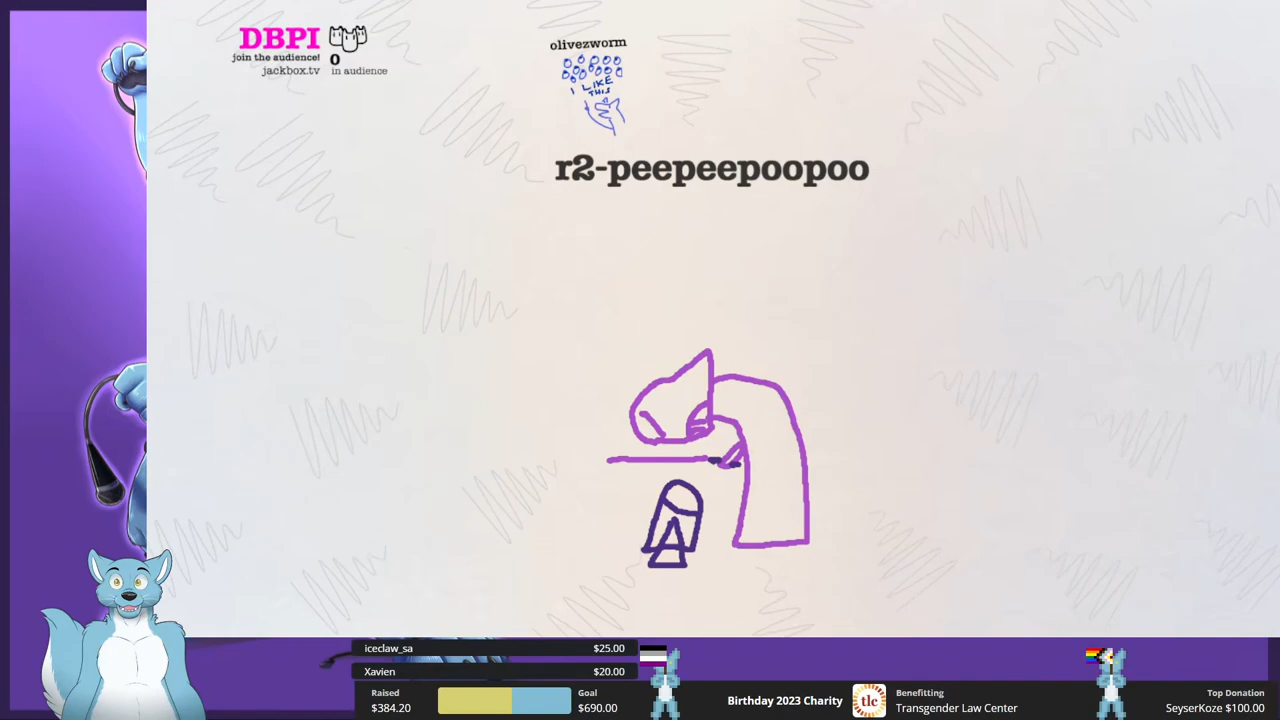 DBPI
join the audience!
jackbox.tv
0
in audience
olivezworm
I LIKE
THIS
r2-peepeepoopoo
iceclaw_sa $25.00
Xavien $20.00
Raised
$384.20
Goal
$690.00
Birthday 2023 Charity
tlc
Benefitting
Transgender Law Center
Top Donation
SeyserKoze $100.00